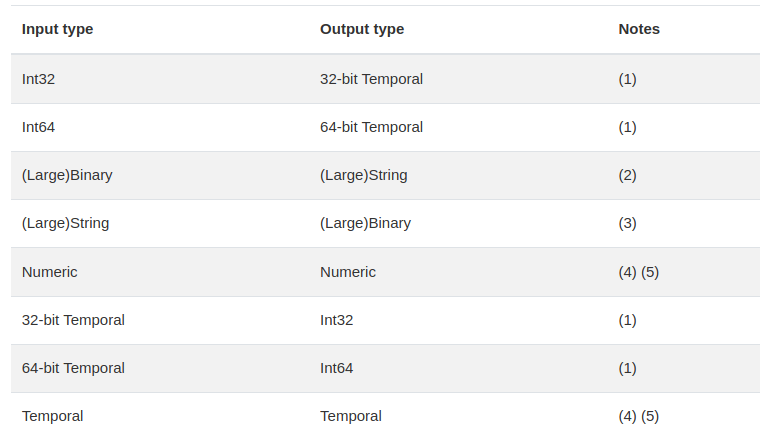 Input type Output type Notes
Int32 32-bit Temporal (1)
Int64 64-bit Temporal (1)
(Large)Binary (Large)String (2)
(Large)String (Large)Binary (3)
Numeric Numeric (4) (5)
32-bit Temporal Int32 (1)
64-bit Temporal Int64 (1)
Temporal Temporal (4) (5)